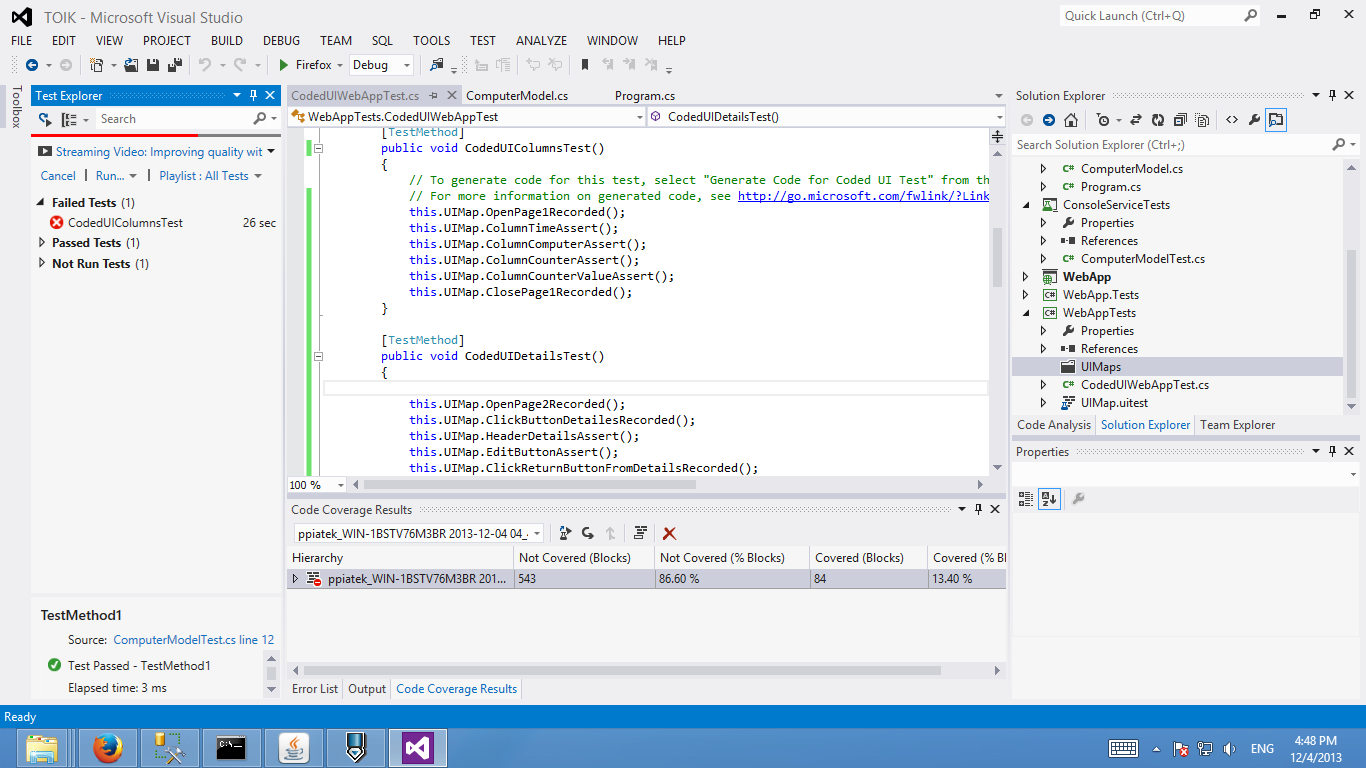 TOIK - Microsoft Visual Studio
Quick Launch (Ctrl+Q)
FILE EDIT VIEW PROJECT BUILD DEBUG TEAM SQL TOOLS TEST ANALYZE WINDOW HELP
Firefox Debug
Toolbox
Test Explorer
Search
Streaming Video: Improving quality wit
Cancel Run... Playlist : All Tests
Failed Tests (1)
CodedUIColumnsTest 26 sec
Passed Tests (1)
Not Run Tests (1)
TestMethod1
Source: ComputerModelTest.cs line 12
Test Passed - TestMethod1
Elapsed time: 3 ms
CodedUIWebAppTest.cs ComputerModel.cs Program.cs
WebAppTests.CodedUIWebAppTest CodedUIDetailsTest()
[TestMethod]
public void CodedUIColumnsTest()
{
// To generate code for this test, select "Generate Code for Coded UI Test" from th
// For more information on generated code, see http://go.microsoft.com/fwlink/?Link
this.UIMap.OpenPage1Recorded();
this.UIMap.ColumnTimeAssert();
this.UIMap.ColumnComputerAssert();
this.UIMap.ColumnCounterAssert();
this.UIMap.ColumnCounterValueAssert();
this.UIMap.ClosePage1Recorded();
}
[TestMethod]
public void CodedUIDetailsTest()
{
this.UIMap.OpenPage2Recorded();
this.UIMap.ClickButtonDetailesRecorded();
this.UIMap.HeaderDetailsAssert();
this.UIMap.EditButtonAssert();
this.UIMap.ClickReturnButtonFromDetailsRecorded();
100 %
Code Coverage Results
ppiatek_WIN-1BSTV76M3BR 2013-12-04 04_
Hierarchy Not Covered (Blocks) Not Covered (% Blocks) Covered (Blocks) Covered (% Bl
ppiatek_WIN-1BSTV76M3BR 201... 543 86.60 % 84 13.40 %
Error List Output Code Coverage Results
Solution Explorer
Search Solution Explorer (Ctrl+;)
C# ComputerModel.cs
C# Program.cs
ConsoleServiceTests
Properties
References
C# ComputerModelTest.cs
WebApp
C# WebApp.Tests
C# WebAppTests
Properties
References
UIMaps
C# CodedUIWebAppTest.cs
UIMap.uitest
Code Analysis Solution Explorer Team Explorer
Properties
Ready
ENG
4:48 PM
12/4/2013